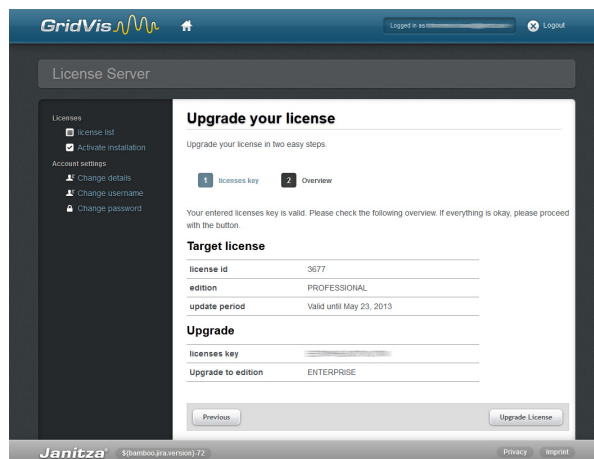 GridVis
Logged in as
Logout
License Server
Licenses
license list
Activate installation
Account settings
Change details
Change username
Change password
Upgrade your license
Upgrade your license in two easy steps.
1 licenses key 2 Overview
Your entered licenses key is valid. Please check the following overview. If everything is okay, please proceed
with the button.
Target license
license id 3677
edition PROFESSIONAL
update period Valid until May 23, 2013
Upgrade
licenses key
Upgrade to edition ENTERPRISE
Previous Upgrade License
Janitza® ${bamboo.jira.version}-72 Privacy Imprint